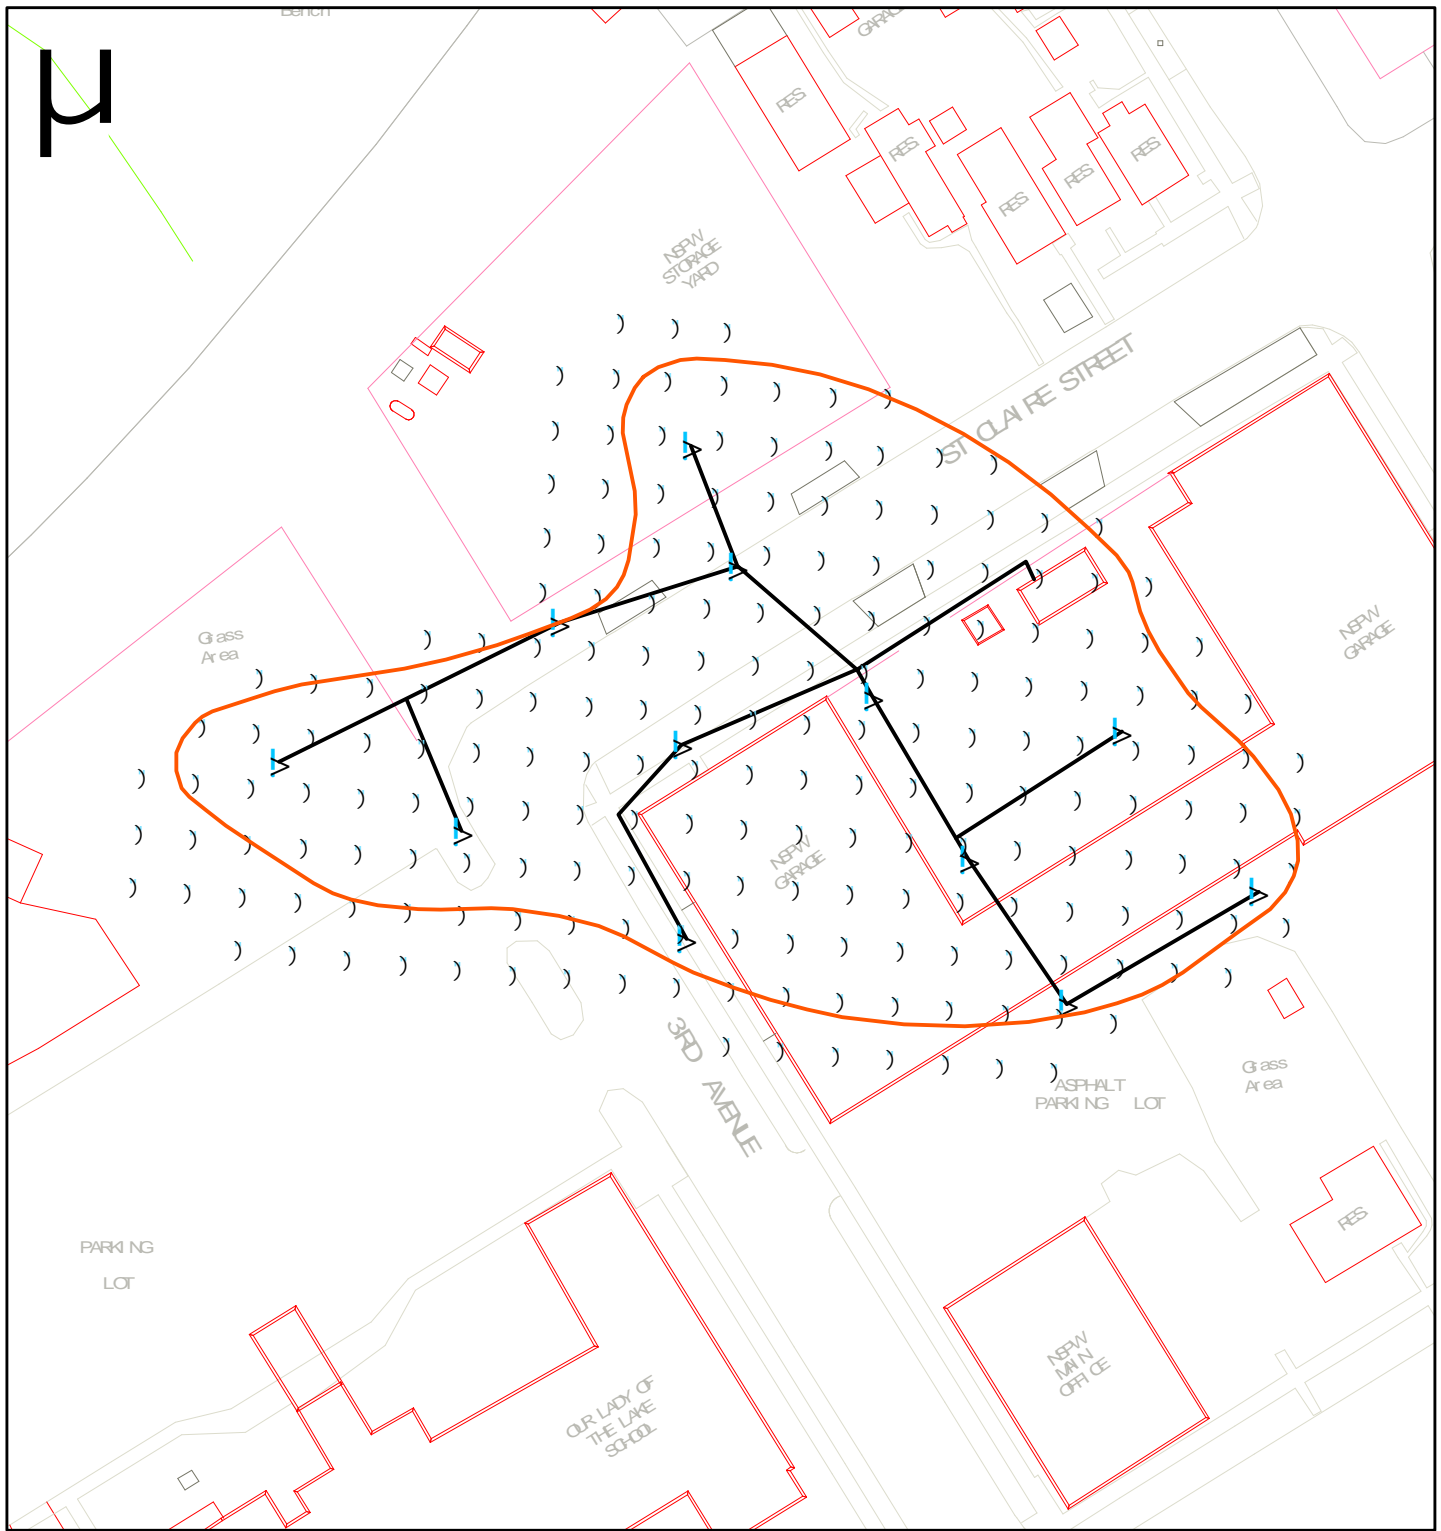 Bench
µ
GARAGE
RES
RES
RES
RES
RES
NSPW
STORAGE
YARD
ST CLAIRE STREET
Grass
Area
NSPW
GARAGE
NSPW
GARAGE
3RD AVENUE
ASPHALT
PARKING LOT
Grass
Area
RES
PARKING
LOT
NSPW
MAIN
OFFICE
OUR LADY OF
THE LAKE
SCHOOL